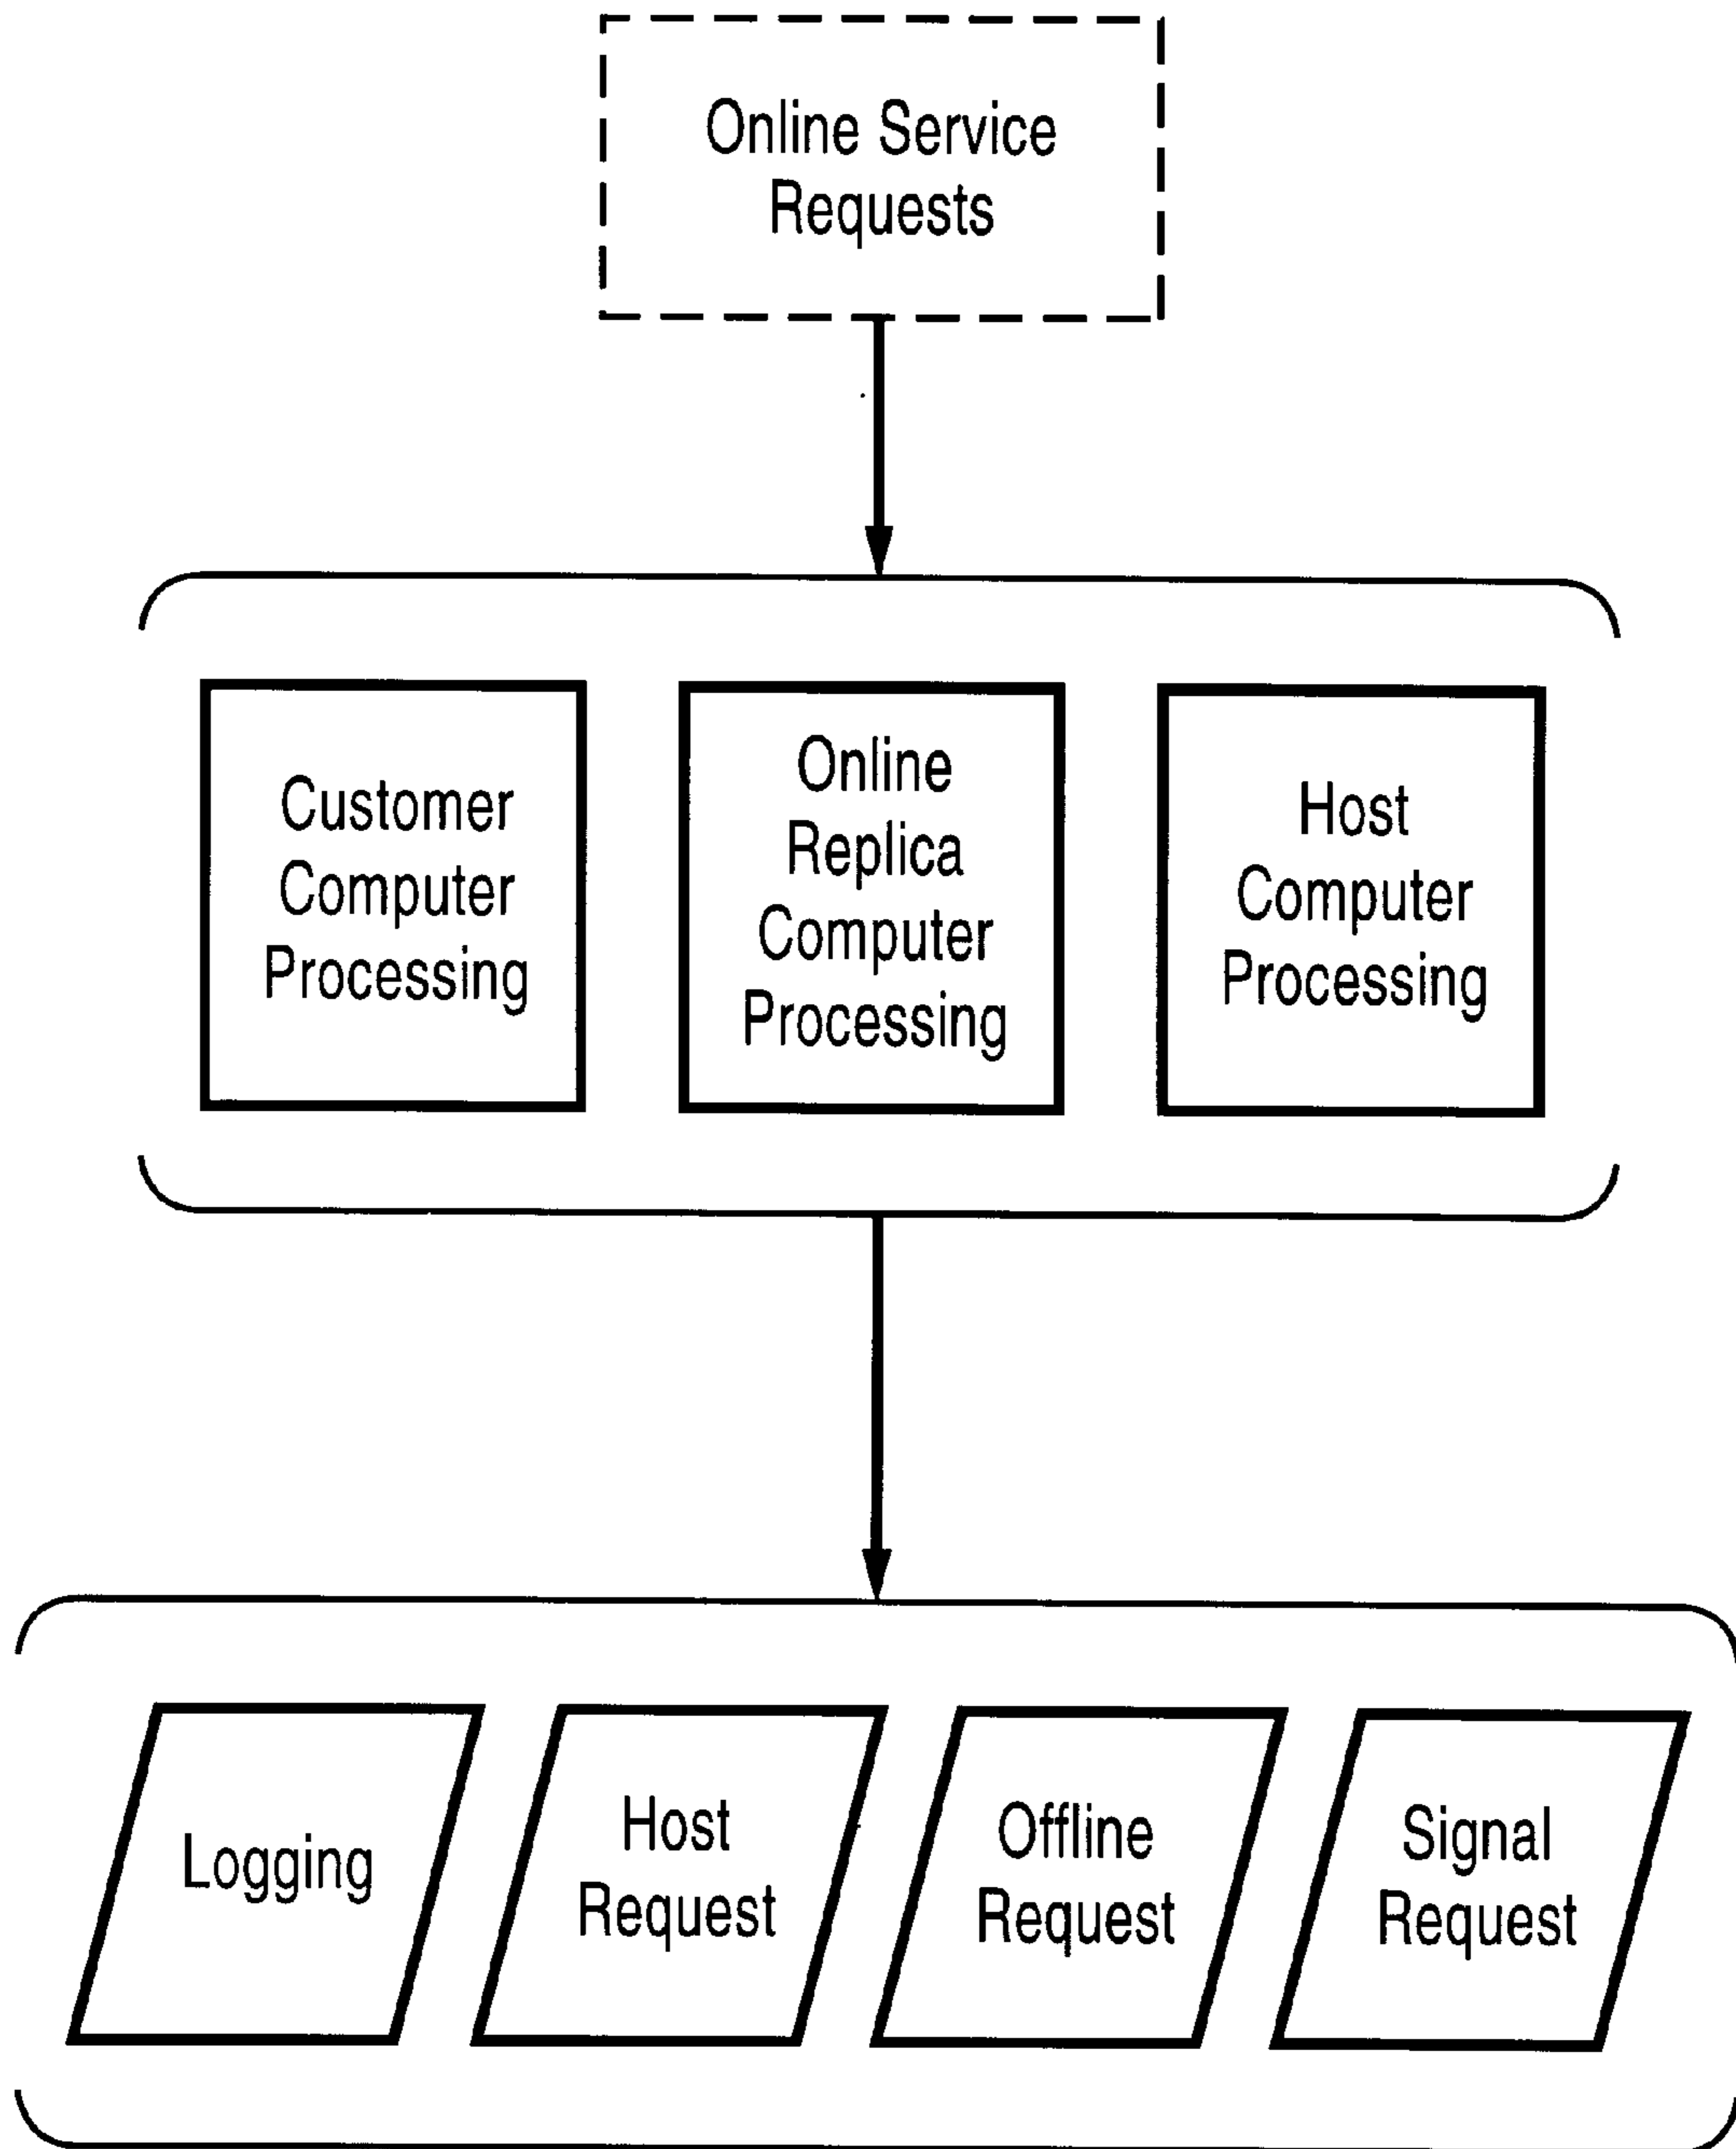 Online Service
Requests
Customer
Computer
Processing
Online
Replica
Computer
Processing
Host
Computer
Processing
Logging
Host
Request
Offline
Request
Signal
Request